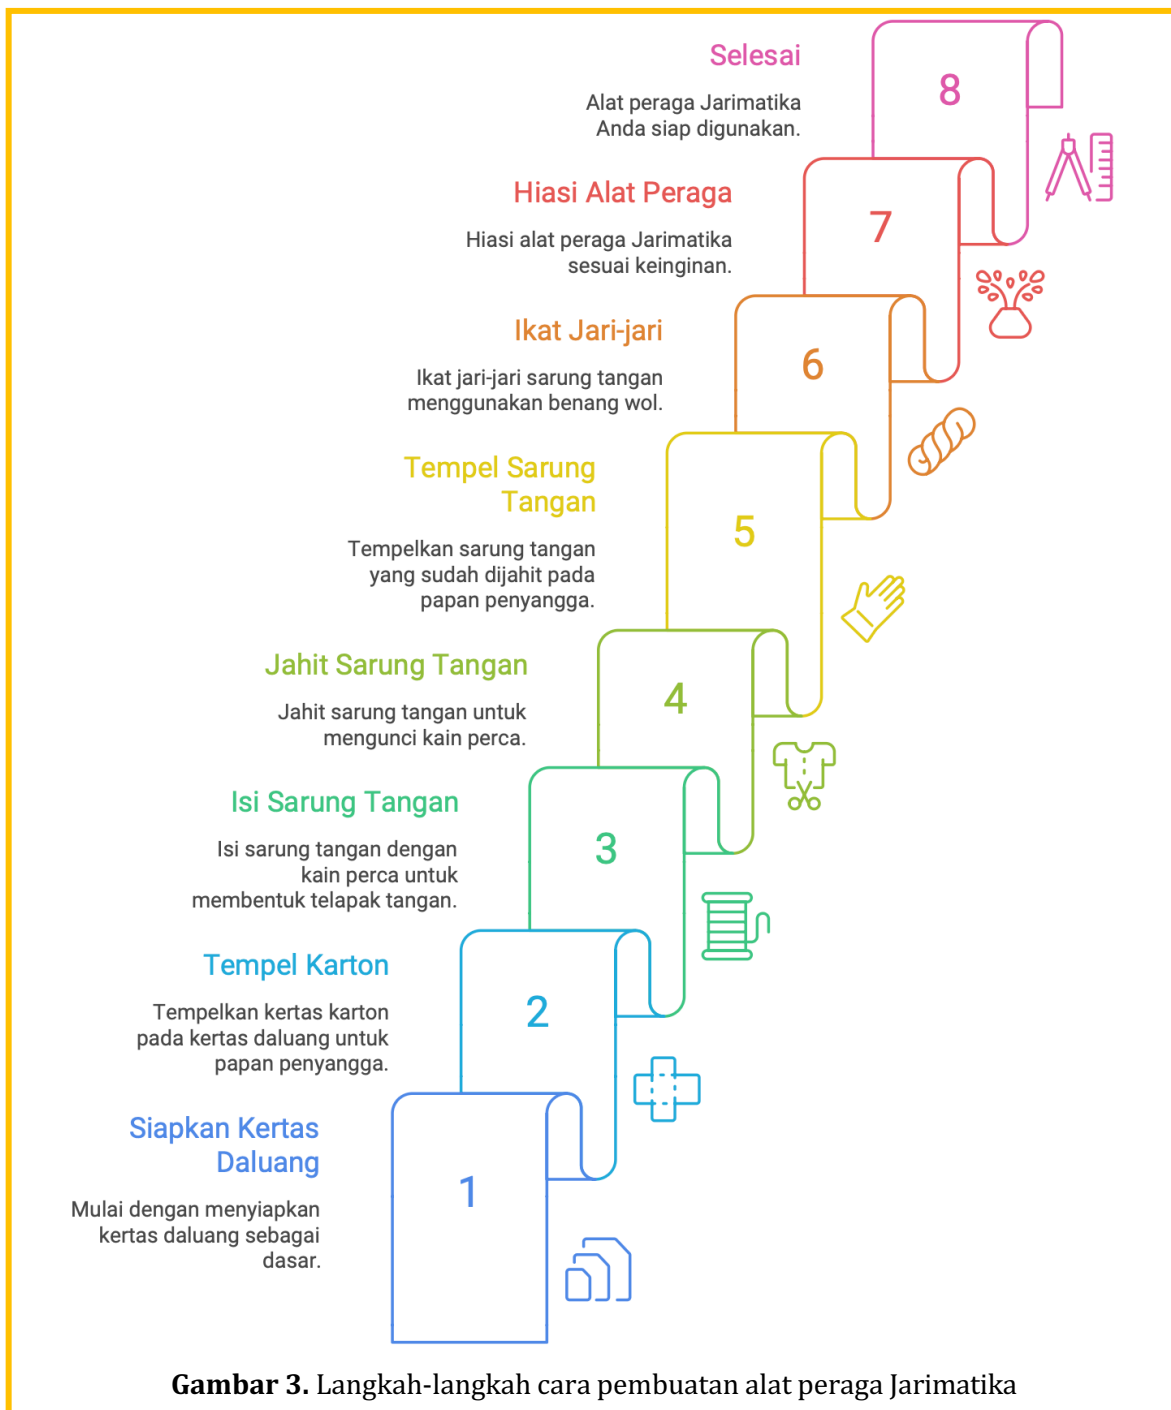 Selesai
8
Alat peraga Jarimatika
Anda siap digunakan.
Hiasi Alat Peraga
7
Hiasi alat peraga Jarimatika
sesuai keinginan.
Ikat Jari-jari
6
Ikat jari-jari sarung tangan
menggunakan benang wol.
Tempel Sarung
Tangan
5
Tempelkan sarung tangan
yang sudah dijahit pada
papan penyangga.
Jahit Sarung Tangan
4
Jahit sarung tangan untuk
mengunci kain perca.
Isi Sarung Tangan
3
Isi sarung tangan dengan
kain perca untuk
membentuk telapak tangan.
Tempel Karton
2
Tempelkan kertas karton
pada kertas daluang untuk
papan penyangga.
Siapkan Kertas
Daluang
1
Mulai dengan menyiapkan
kertas daluang sebagai
dasar.
Gambar 3. Langkah-langkah cara pembuatan alat peraga Jarimatika